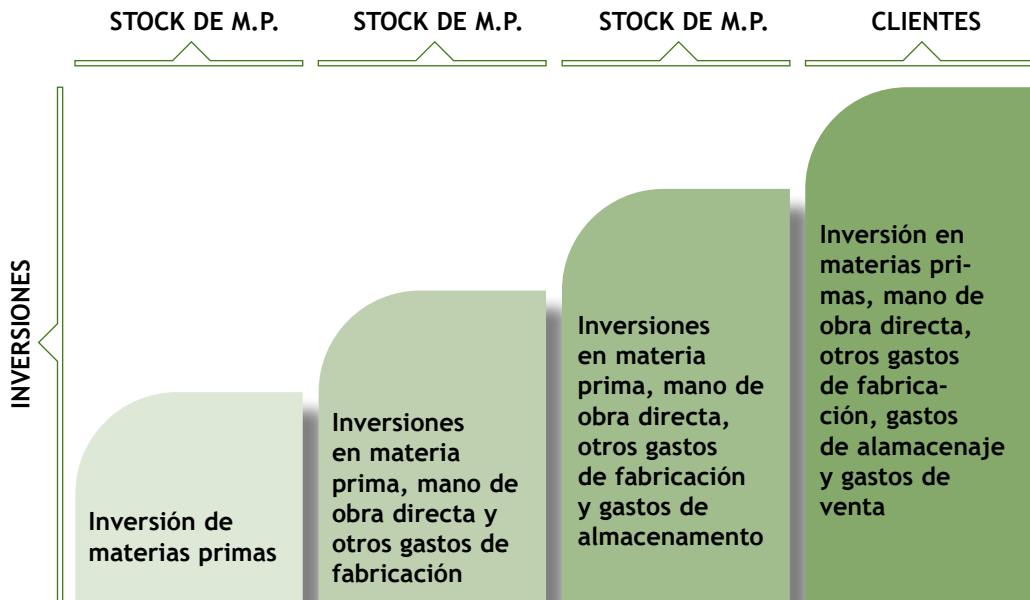 STOCK DE M.P.
STOCK DE M.P.
STOCK DE M.P.
CLIENTES
INVERSIONES
Inversión de
materias primas
Inversiones
en materia
prima, mano de
obra directa y
otros gastos de
fabricación
Inversiones
en materia
prima, mano de
obra directa,
otros gastos
de fabricación
y gastos de
almacenamento
Inversión en
materias pri-
mas, mano de
obra directa,
otros gastos
de fabrica-
ción, gastos
de alamacenaje
y gastos de
venta